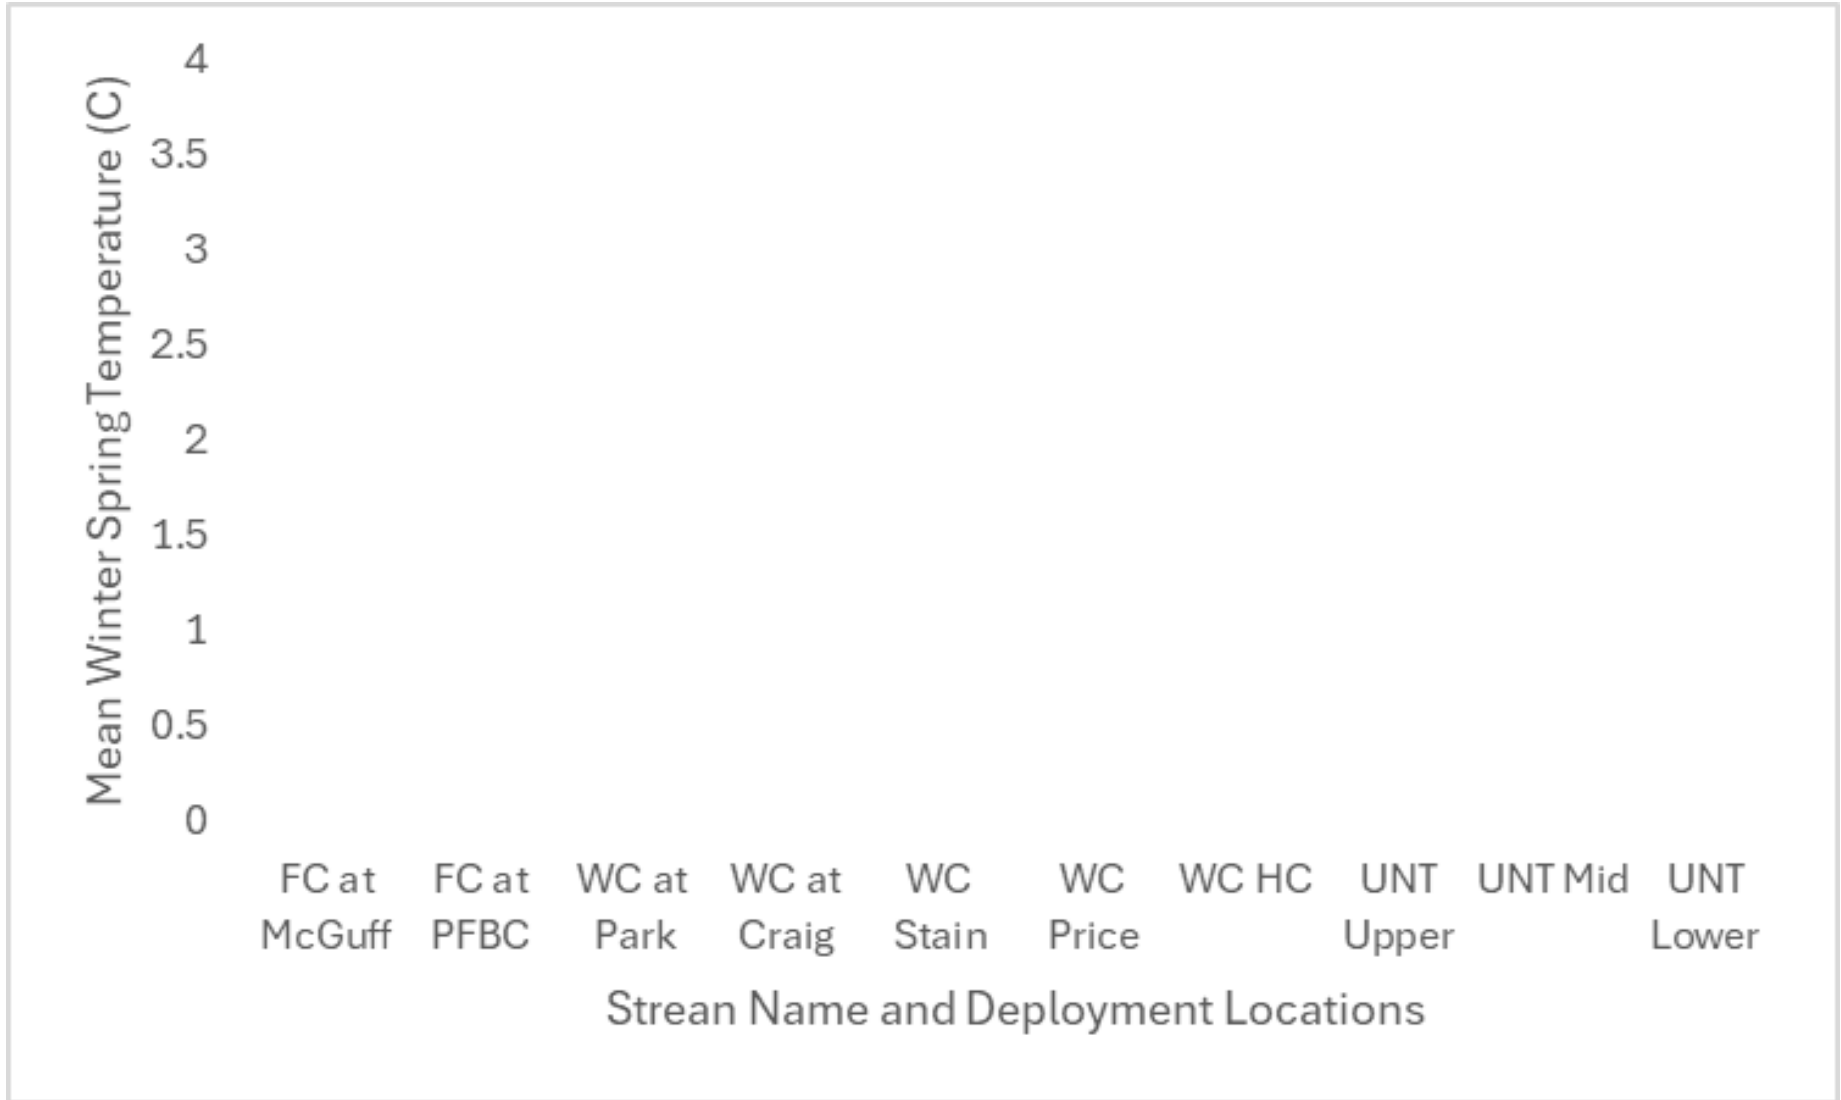 Mean Winter Spring Temperature (C)
4
3.5
3
2.5
2
1.5
1
0.5
0
FC at McGuff
FC at PFBC
WC at Park
WC at Craig
WC Stain
WC Price
WC HC
UNT Upper
UNT Mid
UNT Lower
Strean Name and Deployment Locations